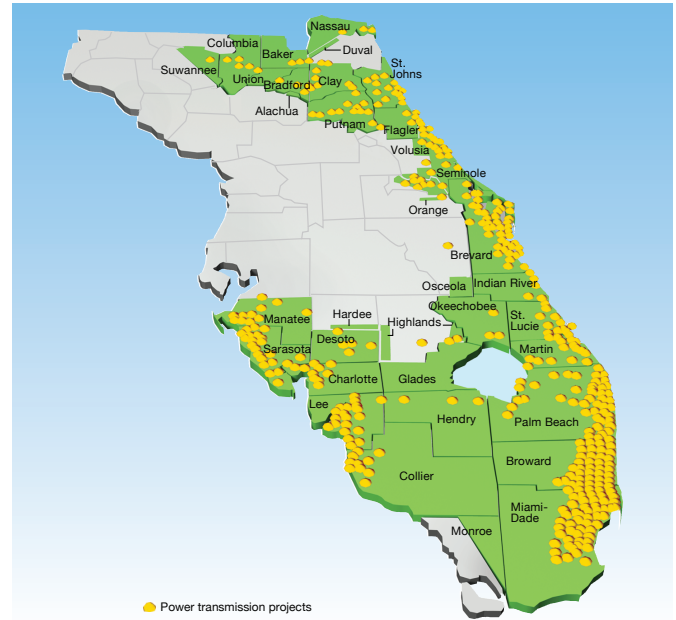 Nassau
Columbia
Duval
Baker
St.
Johns
Suwannee
Union
Bradford
Clay
Alachua
Putnam
Flagler
Volusia
Seminole
Orange
Brevard
Osceola
Indian River
Okeechobee
Hardee
Highlands
St.
Lucie
Manatee
Desoto
Sarasota
Martin
Charlotte
Glades
Lee
Hendry
Palm Beach
Broward
Collier
Miami-
Dade
Monroe
Power transmission projects